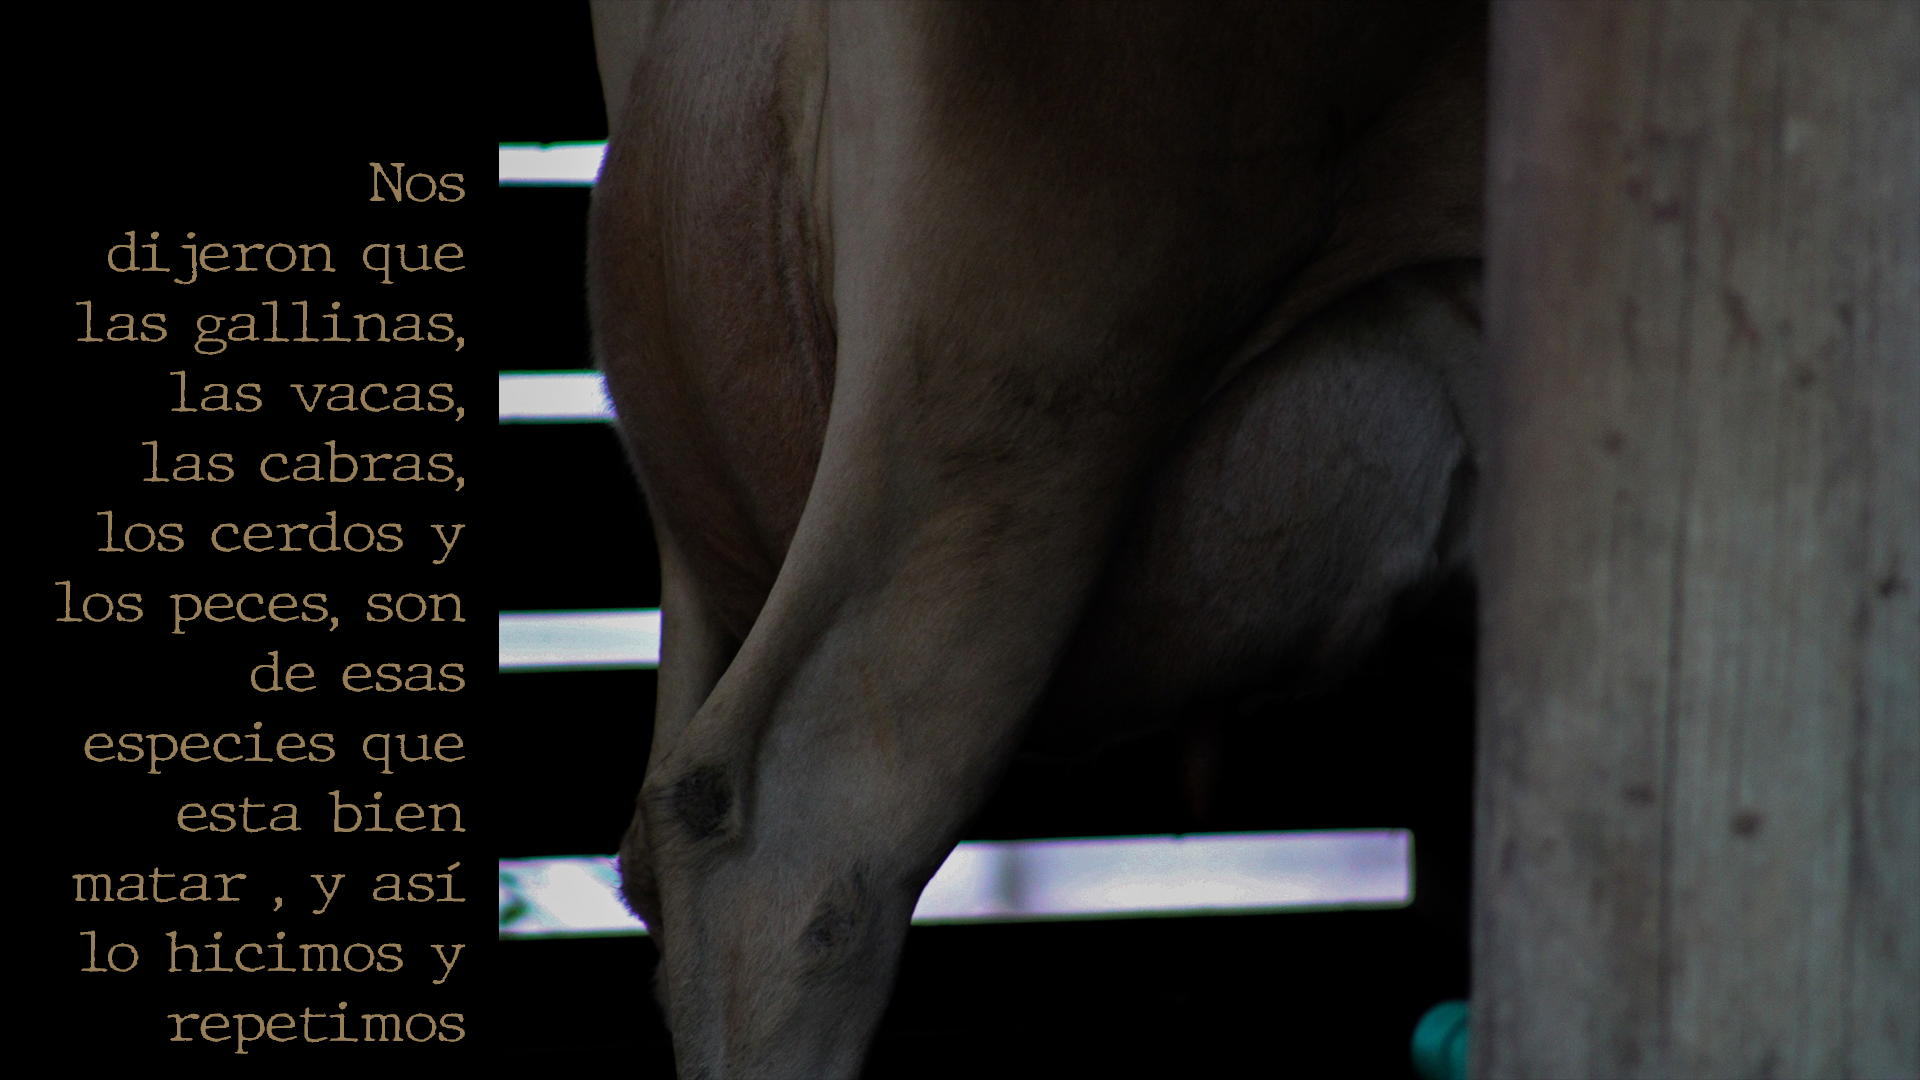 Nos
dijeron que
las gallinas,
las vacas,
las cabras,
los cerdos y
los peces, son
de esas
especies que
esta bien
matar , y así
lo hicimos y
repetimos